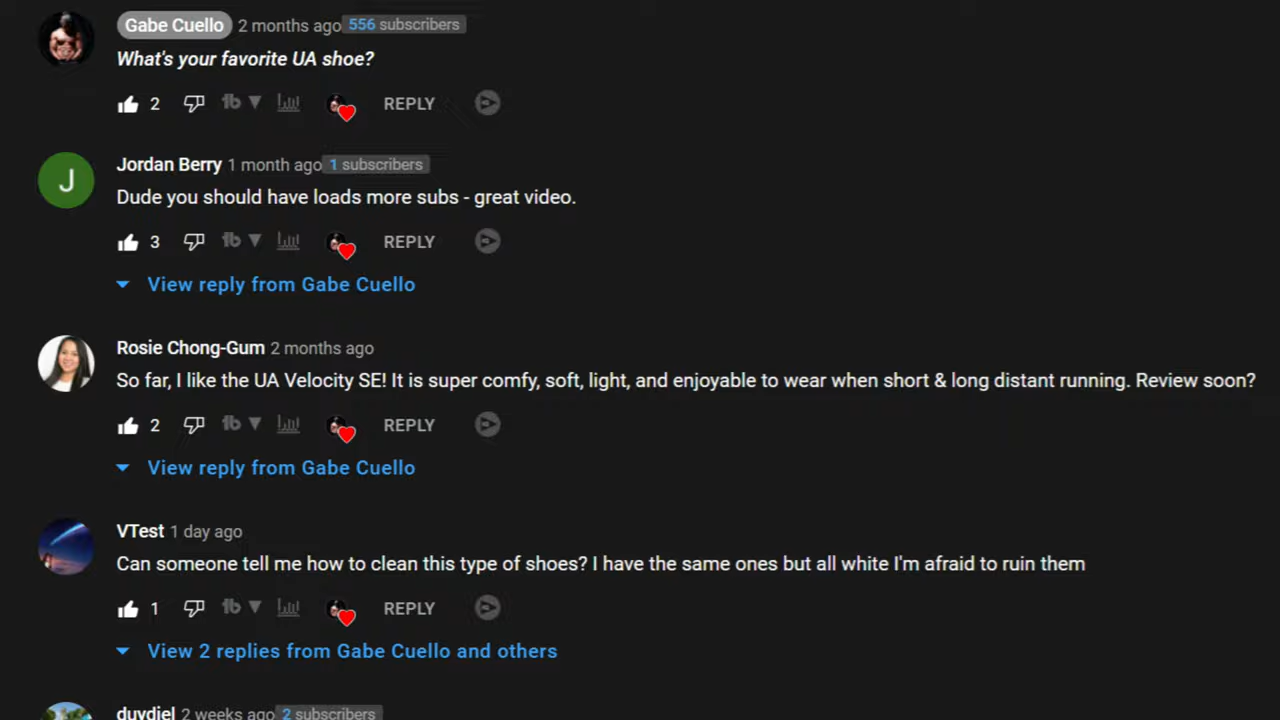 Gabe Cuello 2 months ago 556 subscribers
What's your favorite UA shoe?
2 REPLY
J
Jordan Berry 1 month ago 1 subscribers
Dude you should have loads more subs - great video.
3 REPLY
View reply from Gabe Cuello
Rosie Chong-Gum 2 months ago
So far, I like the UA Velocity SE! It is super comfy, soft, light, and enjoyable to wear when short & long distant running. Review soon?
2 REPLY
View reply from Gabe Cuello
VTest 1 day ago
Can someone tell me how to clean this type of shoes? I have the same ones but all white I'm afraid to ruin them
1 REPLY
View 2 replies from Gabe Cuello and others
duydiel 2 weeks ago 2 subscribers